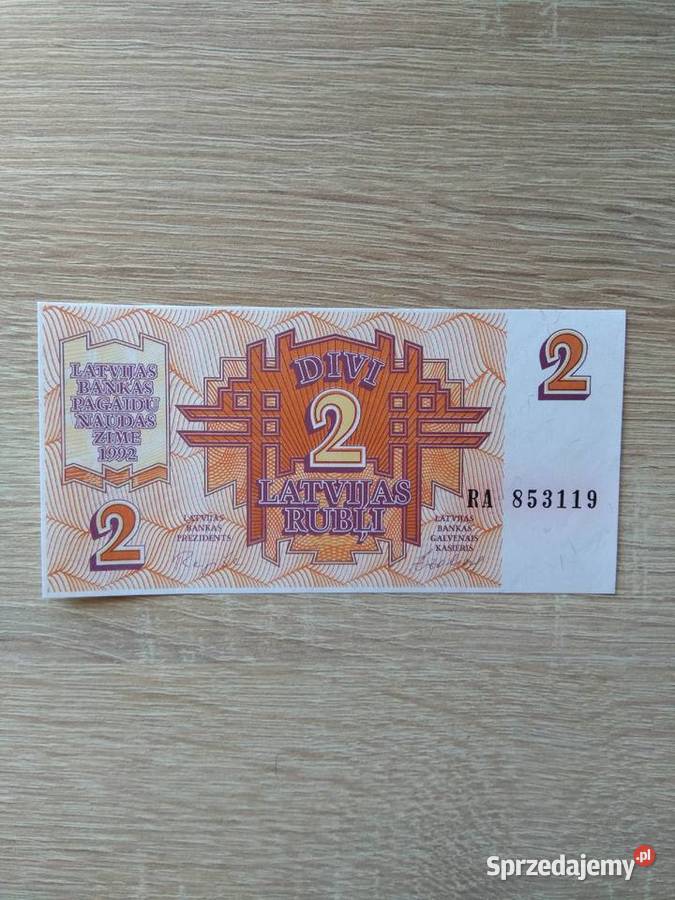 LATVIJAS
BANKAS
PAGAIDU
NAUDAS
ZĪME
1992
DIVI
2
LATVIJAS
RUBĻI
2
2
RA 853119
LATVIJAS
BANKAS
PREZIDENTS
LATVIJAS
BANKAS
GALVENAIS
KASIERIS
Sprzedajemy.pl